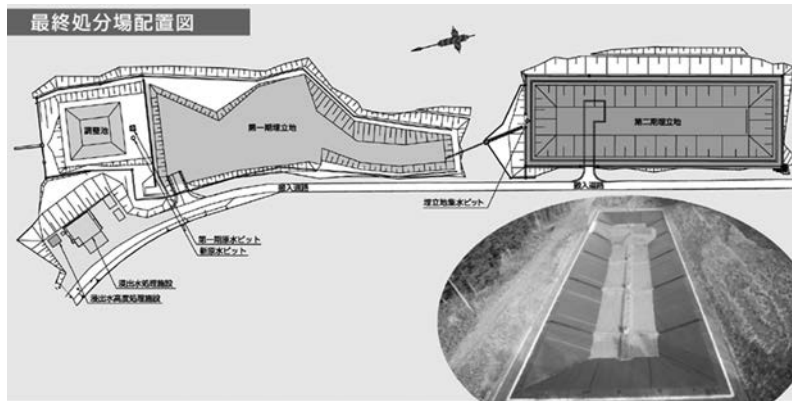 最終処分場配置図
調整池
第一期埋立地
第二期埋立地
搬入道路
搬入道路
埋立地集水ピット
第一期原水ピット
新原水ピット
浸出水処理施設
浸出水高度処理施設